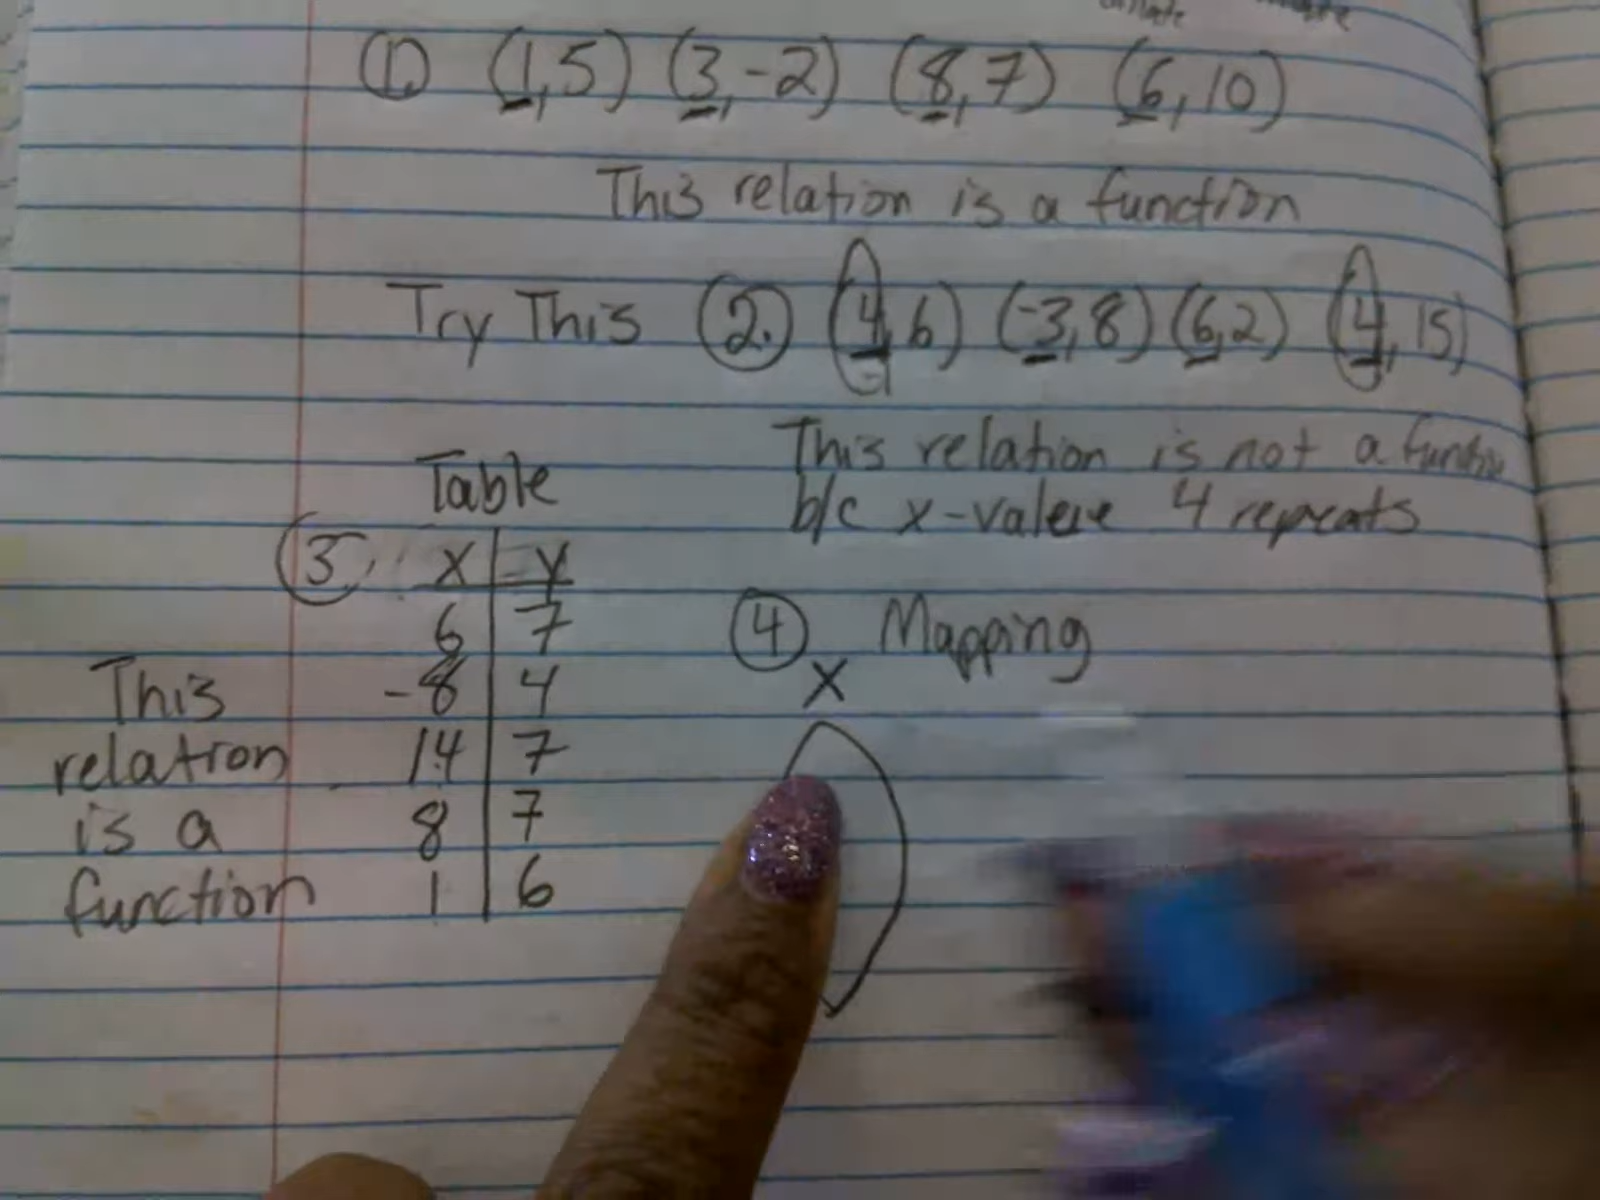 1. (1,5) (3,-2) (8,7) (6,10)
This relation is a function
Try This 2. (4,6) (-3,8) (6,2) (4,15)
This relation is not a function
b/c x-value 4 repeats
Table
3. x y
6 7
-8 4
14 7
8 7
1 6
This
relation
is a
function
4 Mapping
X